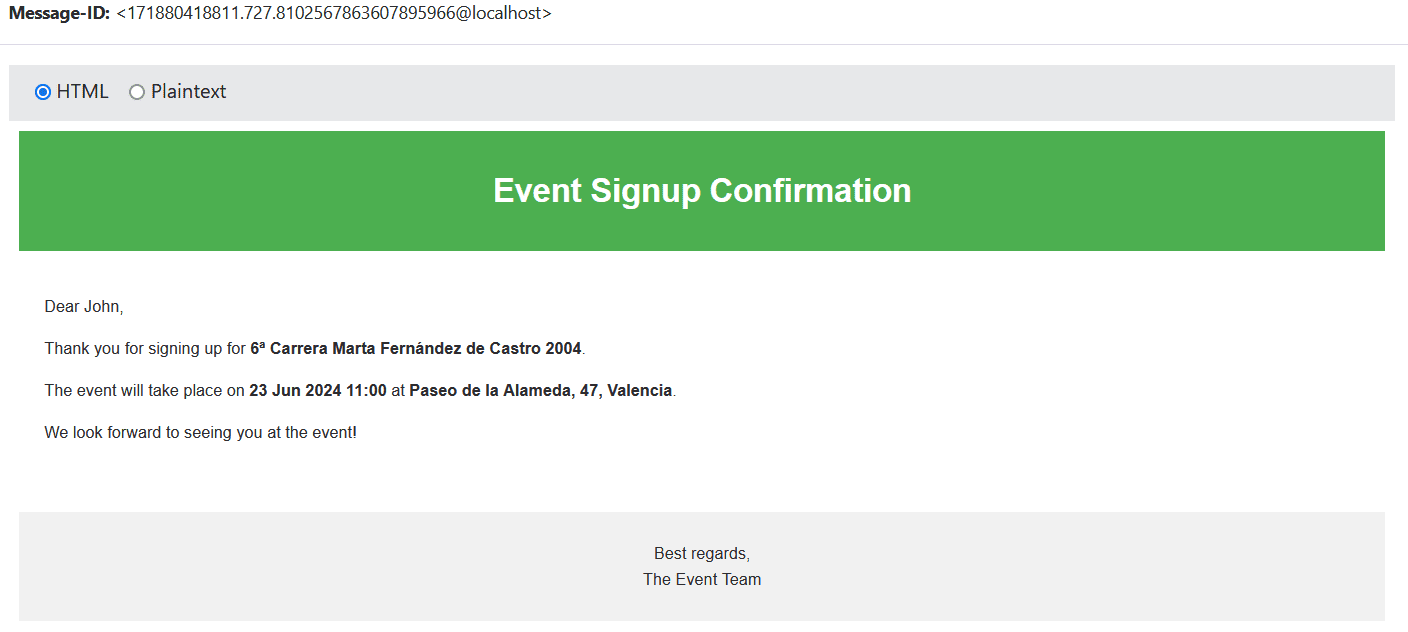 Message-ID: <171880418811.727.8102567863607895966@localhost>
HTML Plaintext
Event Signup Confirmation
Dear John,
Thank you for signing up for 6ª Carrera Marta Fernández de Castro 2004.
The event will take place on 23 Jun 2024 11:00 at Paseo de la Alameda, 47, Valencia.
We look forward to seeing you at the event!
Best regards,
The Event Team